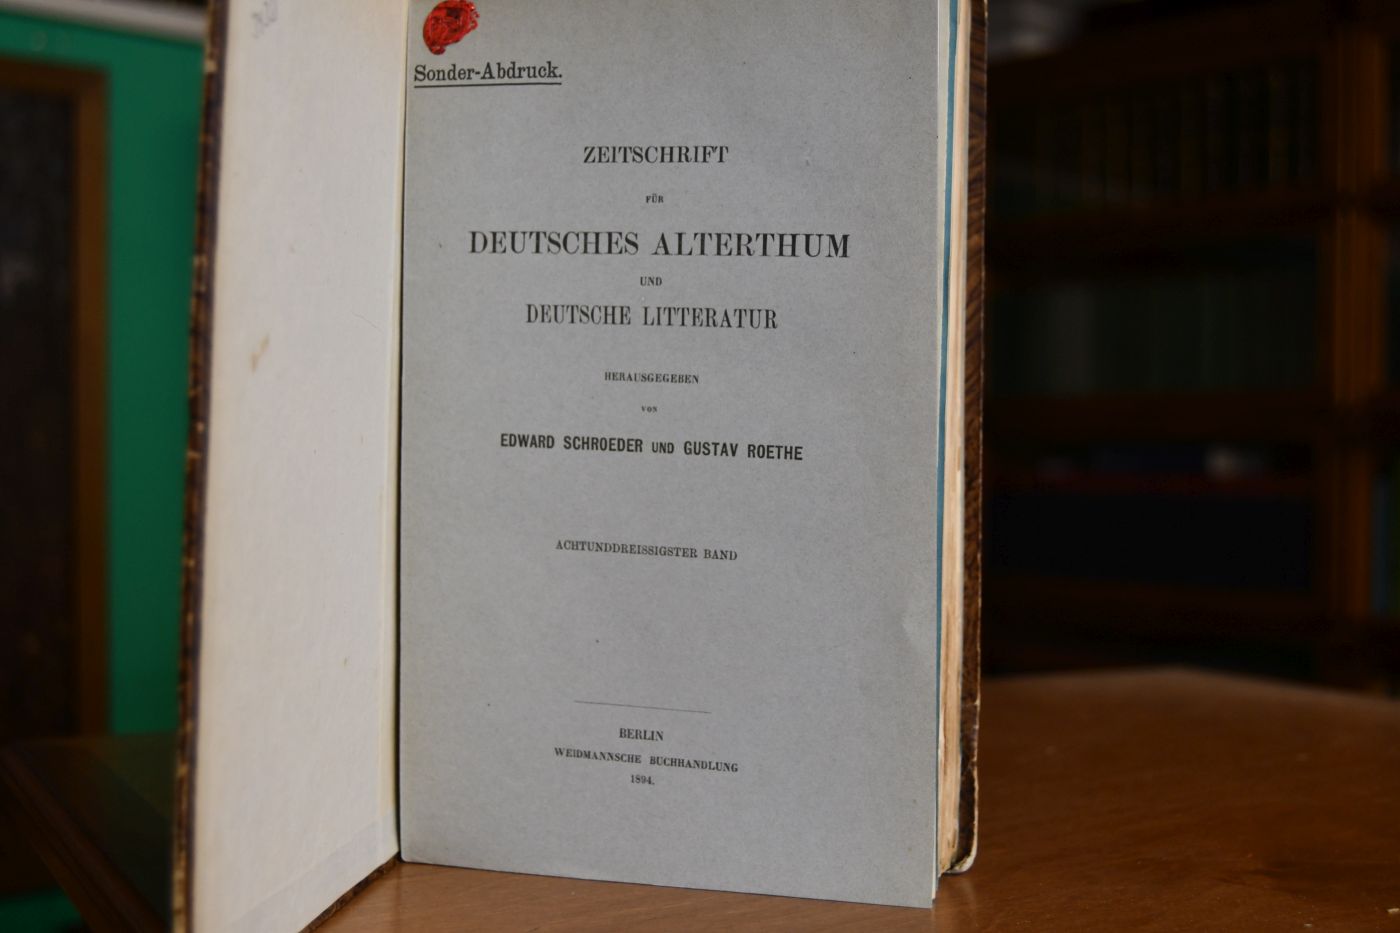 Sonder-Abdruck.
ZEITSCHRIFT
FÜR
DEUTSCHES ALTERTHUM
UND
DEUTSCHE LITTERATUR
HERAUSGEGEBEN
VON
EDWARD SCHROEDER UND GUSTAV ROETHE
ACHTUNDDREISSIGSTER BAND
BERLIN
WEIDMANNSCHE BUCHHANDLUNG
1894.